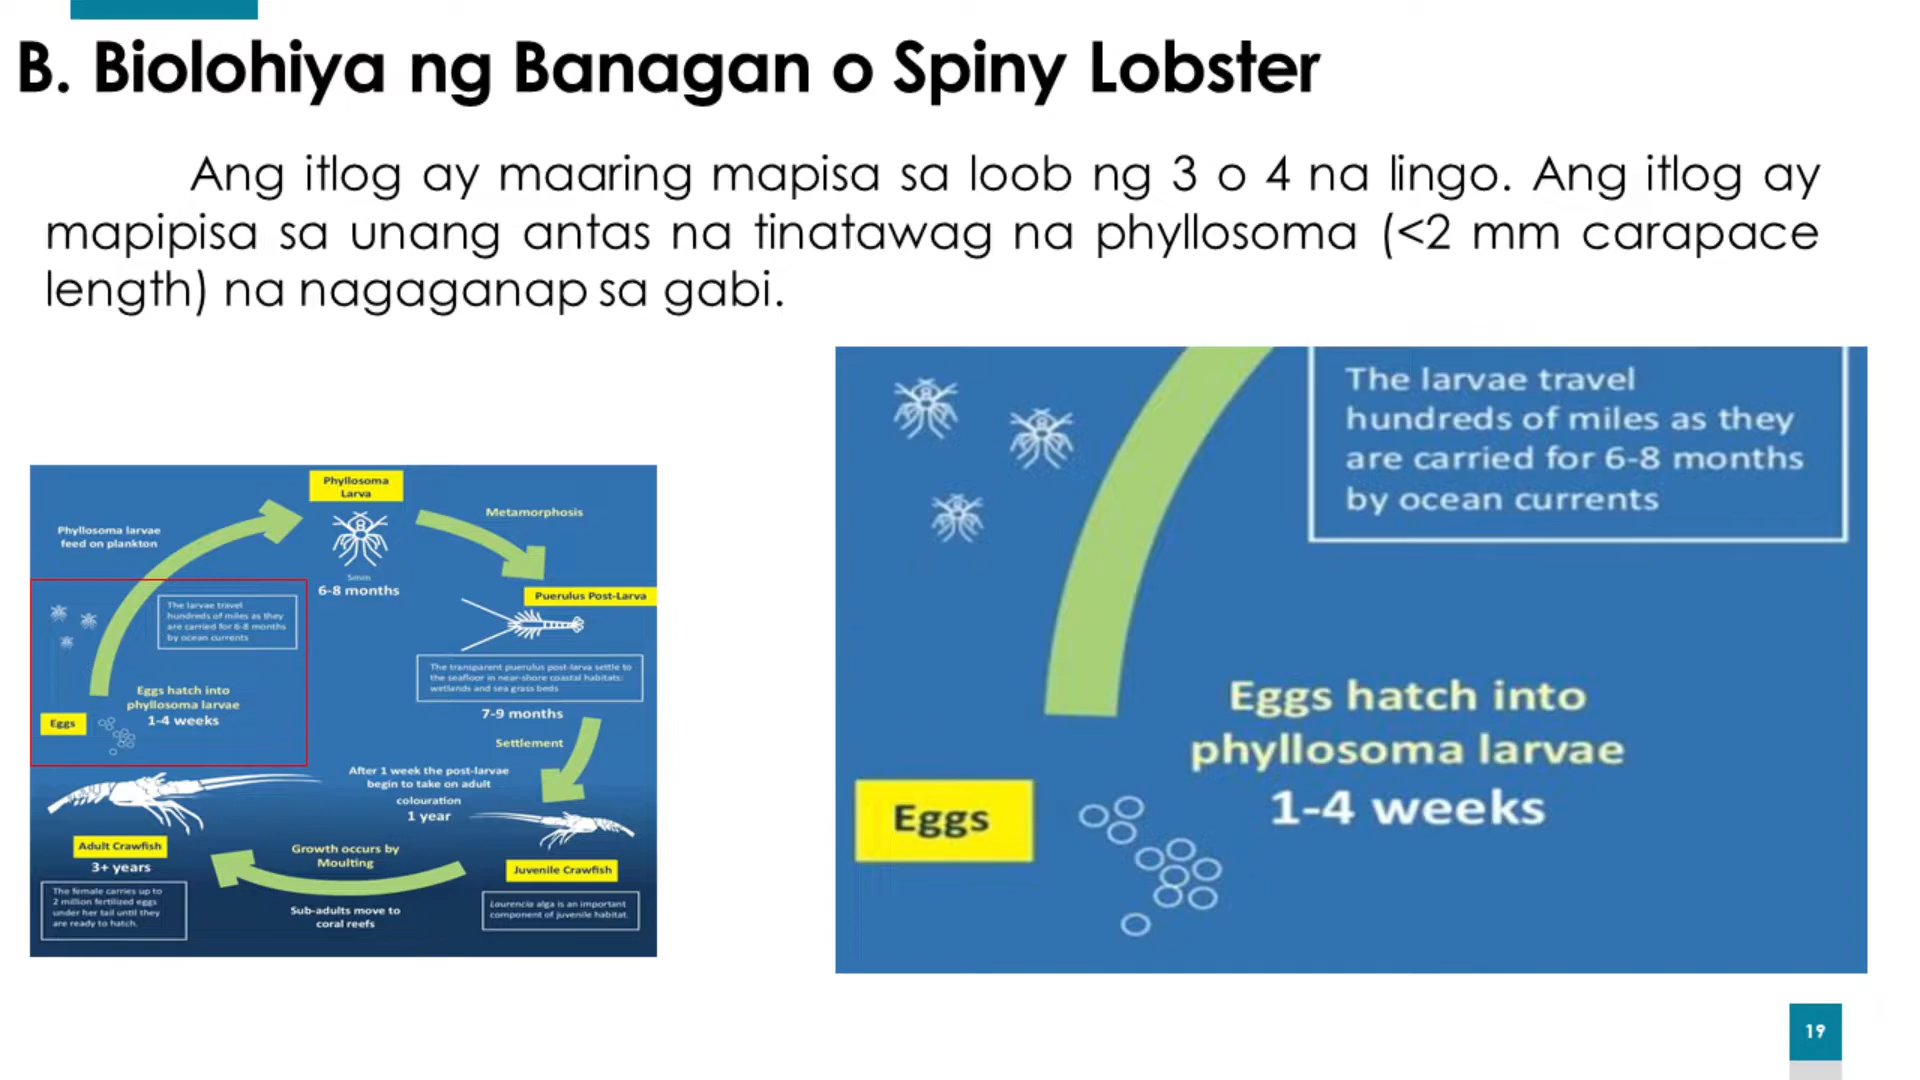 B. Biolohiya ng Banagan o Spiny Lobster
Ang itlog ay maaring mapisa sa loob ng 3 o 4 na lingo. Ang itlog ay
mapipisa sa unang antas na tinatawag na phyllosoma (<2 mm carapace
length) na nagaganap sa gabi.
Phyllosoma
Larva
Metamorphosis
Phyllosoma larvae
feed on plankton
5mm
6-8 months
Puerulus Post-Larva
The larvae travel
hundreds of miles as they
are carried for 6-8 months
by ocean currents
The transparent puerulus post-larva settle to
the seafloor in near-shore coastal habitats:
wetlands and sea grass beds
Eggs hatch into
phyllosoma larvae
1-4 weeks
Eggs
7-9 months
Settlement
After 1 week the post-larvae
begin to take on adult
colouration
1 year
Adult Crawfish
3+ years
Growth occurs by
Moulting
Juvenile Crawfish
The female carries up to
2 million fertilized eggs
under her tail until they
are ready to hatch.
Sub-adults move to
coral reefs
Laurencia alga is an important
component of juvenile habitat.
The larvae travel
hundreds of miles as they
are carried for 6-8 months
by ocean currents
Eggs hatch into
phyllosoma larvae
1-4 weeks
Eggs
19